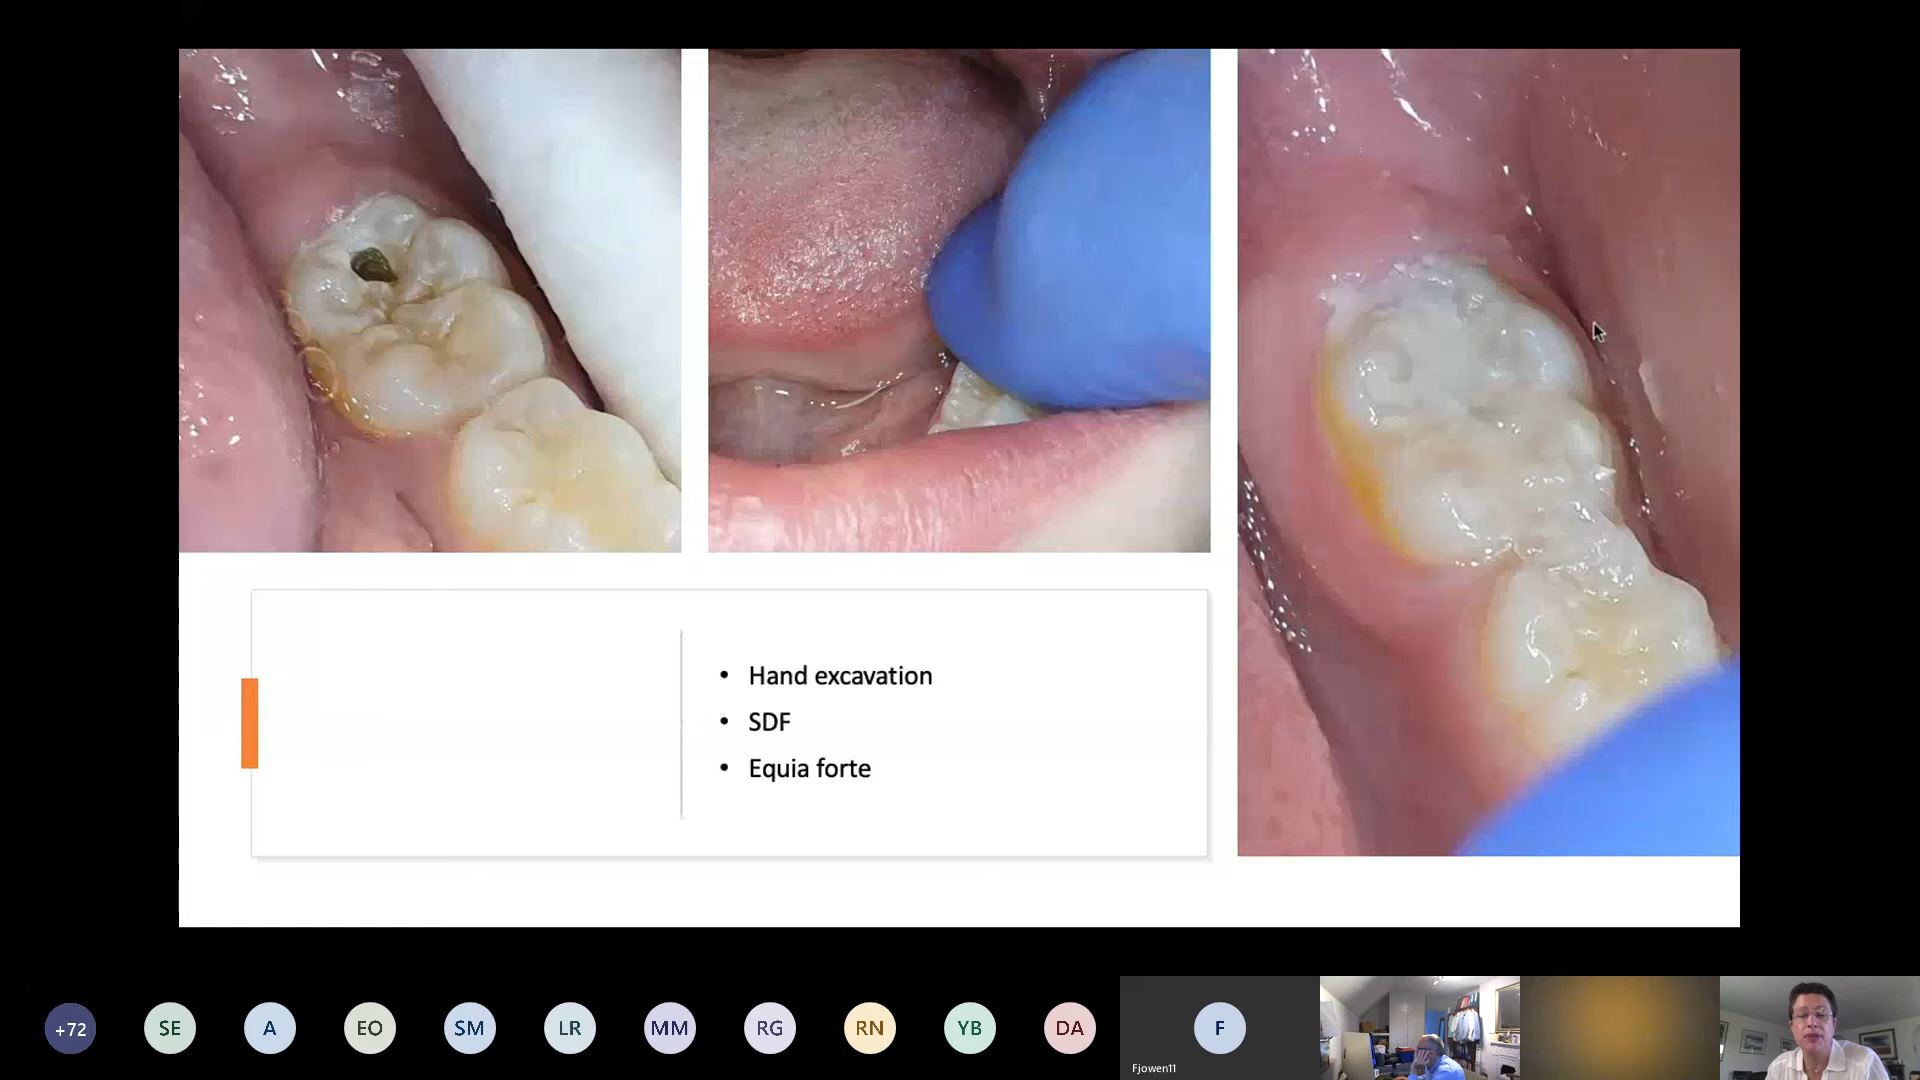 • Hand excavation
• SDF
• Equia forte
+72
SE
A
EO
SM
LR
MM
RG
RN
YB
DA
F
Fjowen11